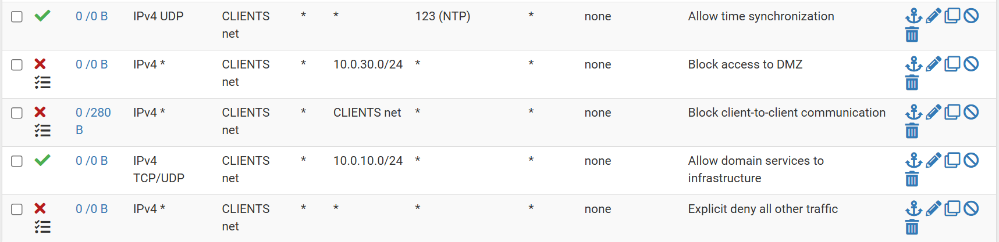 0 /0 B IPv4 UDP CLIENTS net * * 123 (NTP) * none Allow time synchronization
0 /0 B IPv4 * CLIENTS net * 10.0.30.0/24 * * none Block access to DMZ
0 /280 B IPv4 * CLIENTS net * CLIENTS net * * none Block client-to-client communication
0 /0 B IPv4 TCP/UDP CLIENTS net * 10.0.10.0/24 * * none Allow domain services to infrastructure
0 /0 B IPv4 * CLIENTS net * * * * none Explicit deny all other traffic